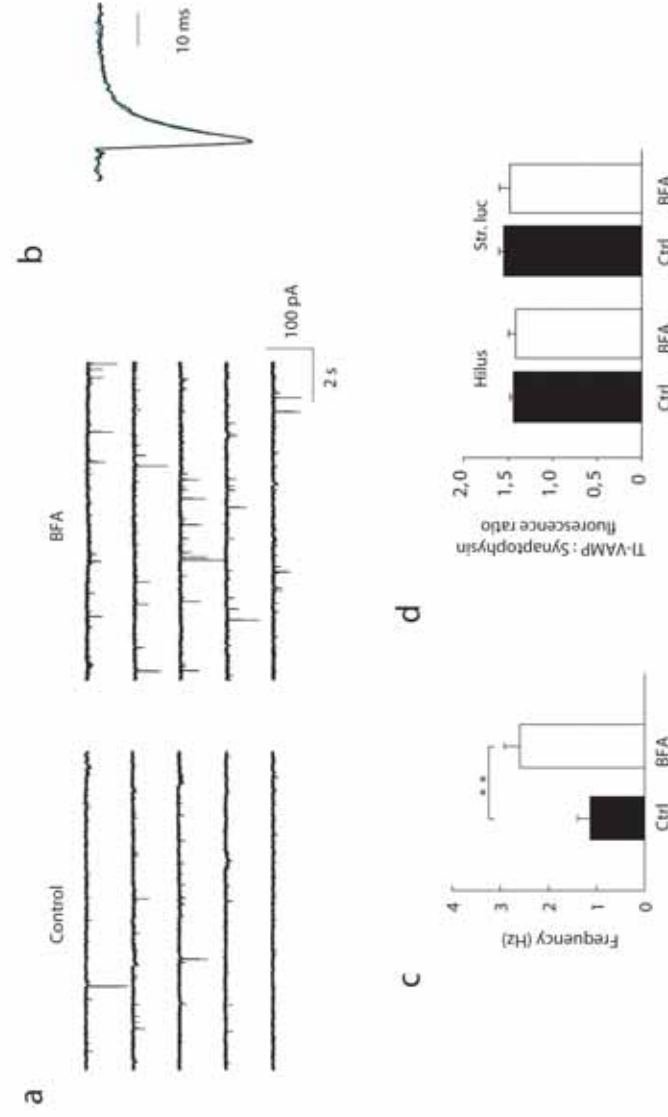 a
Control
BFA
100 pA
2 s
b
10 ms
c
Frequency (Hz)
4
3
2
1
0
* *
Ctrl
BFA
d
TI-VAMP : Synaptophysin
fluorescence ratio
2,0
1,5
1,0
0,5
0
Hilus
Str. luc
Ctrl
BFA
Ctrl
BFA